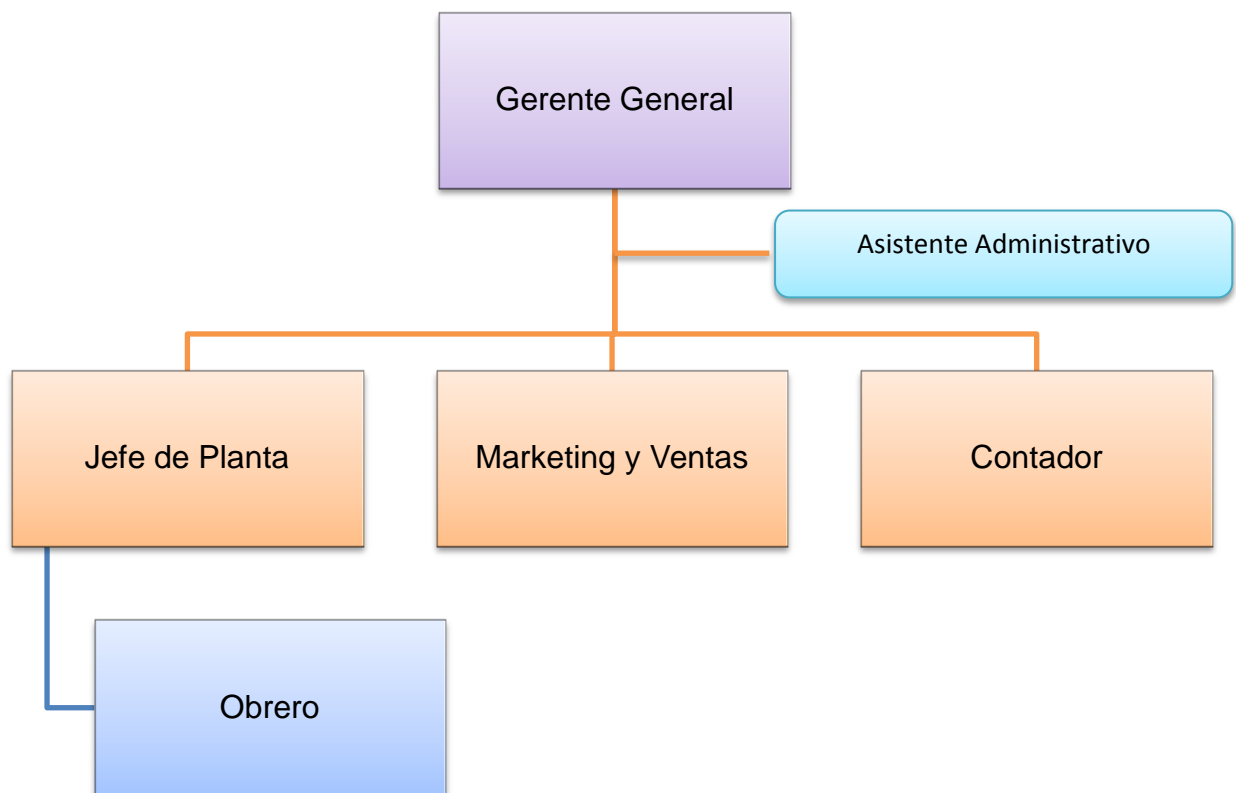 Gerente General
Asistente Administrativo
Jefe de Planta
Marketing y Ventas
Contador
Obrero